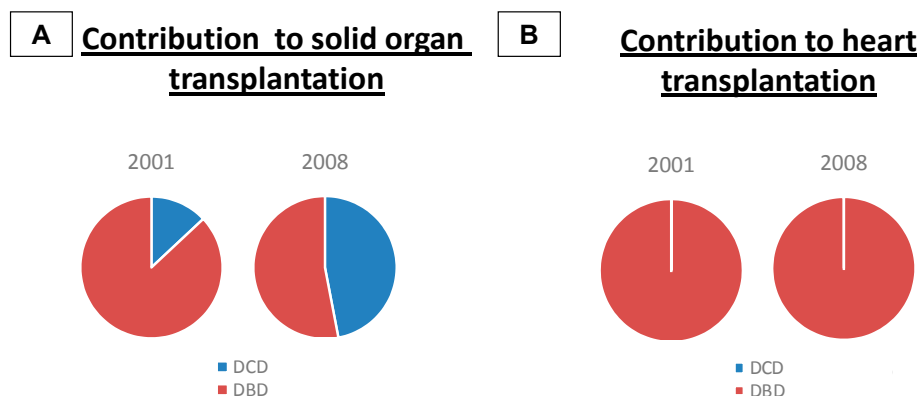 A
Contribution to solid organ
transplantation
2001
2008
DCD
DBD
B
Contribution to heart
transplantation
2001
2008
DCD
DBD